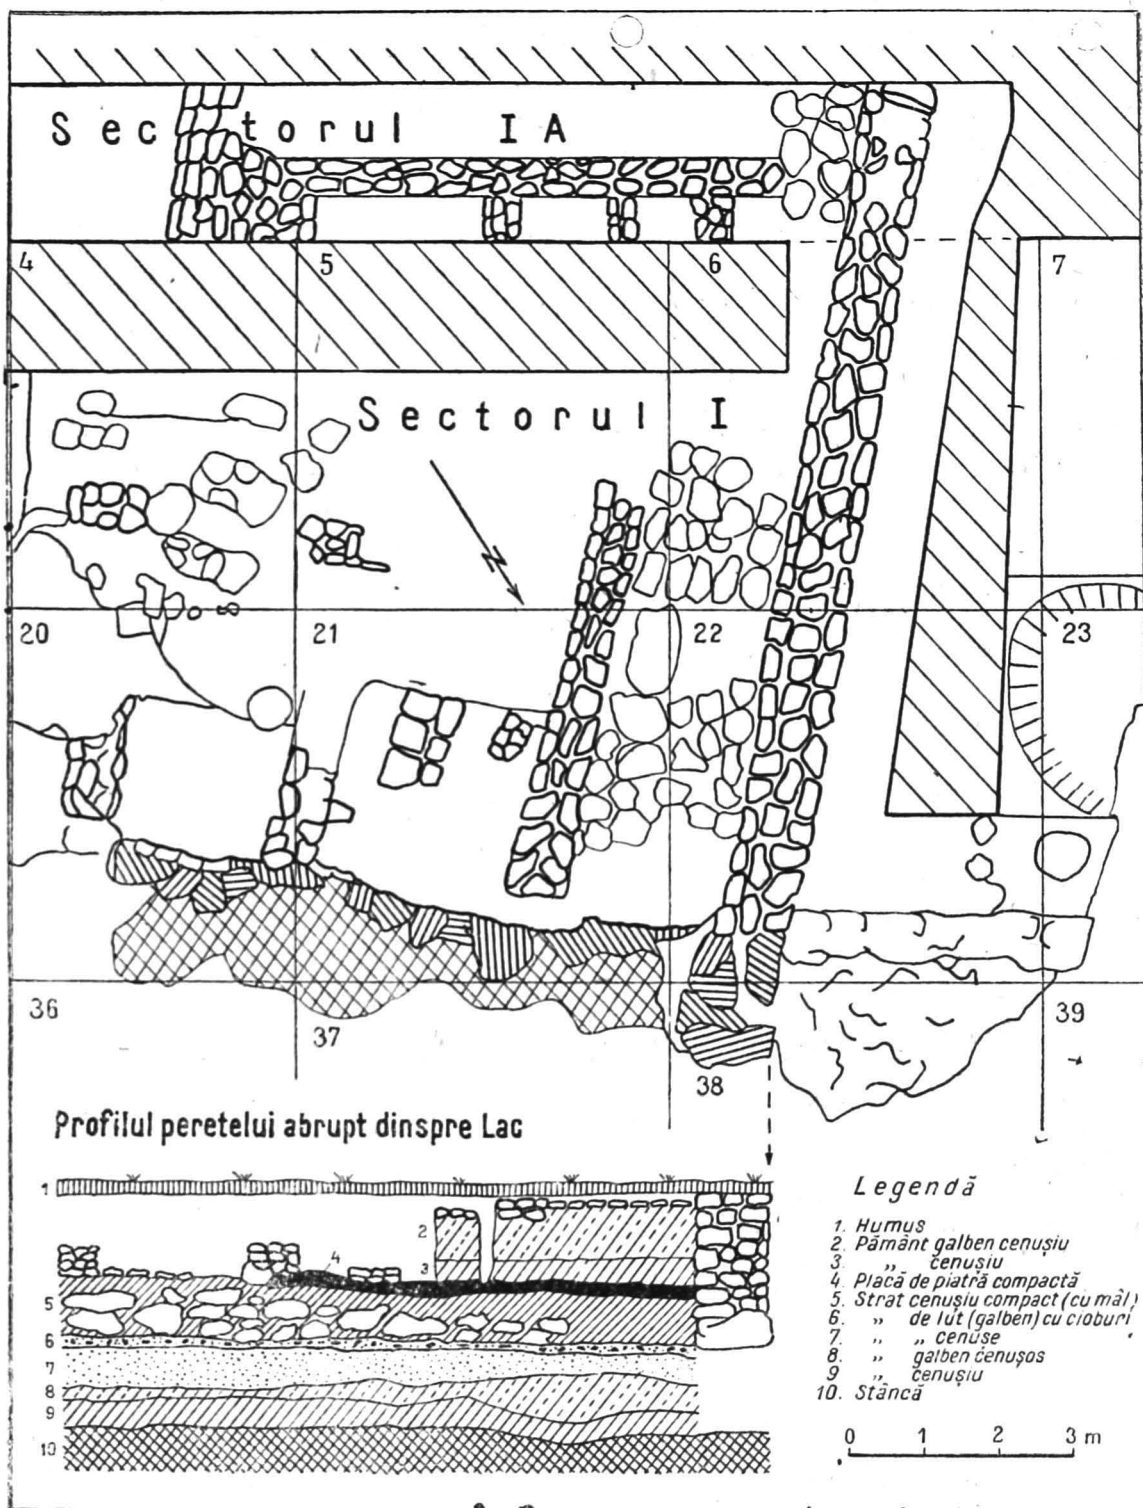 Sectorul IA
4
5
6
7
Sectorul I
20
21
22
23
36
37
38
39
Profilul peretelui abrupt dinspre Lac
1
2
3
4
5
6
7
8
9
10
Legendă
1. Humus
2. Pământ galben cenușiu
3. „ cenușiu
4. Placă de piatră compactă
5. Strat cenușiu compact (cu mâl)
6. „ de lut (galben) cu cioburi
7. „ „ cenușe
8. „ galben cenușos
9 „ cenușiu
10. Stâncă
0 1 2 3 m